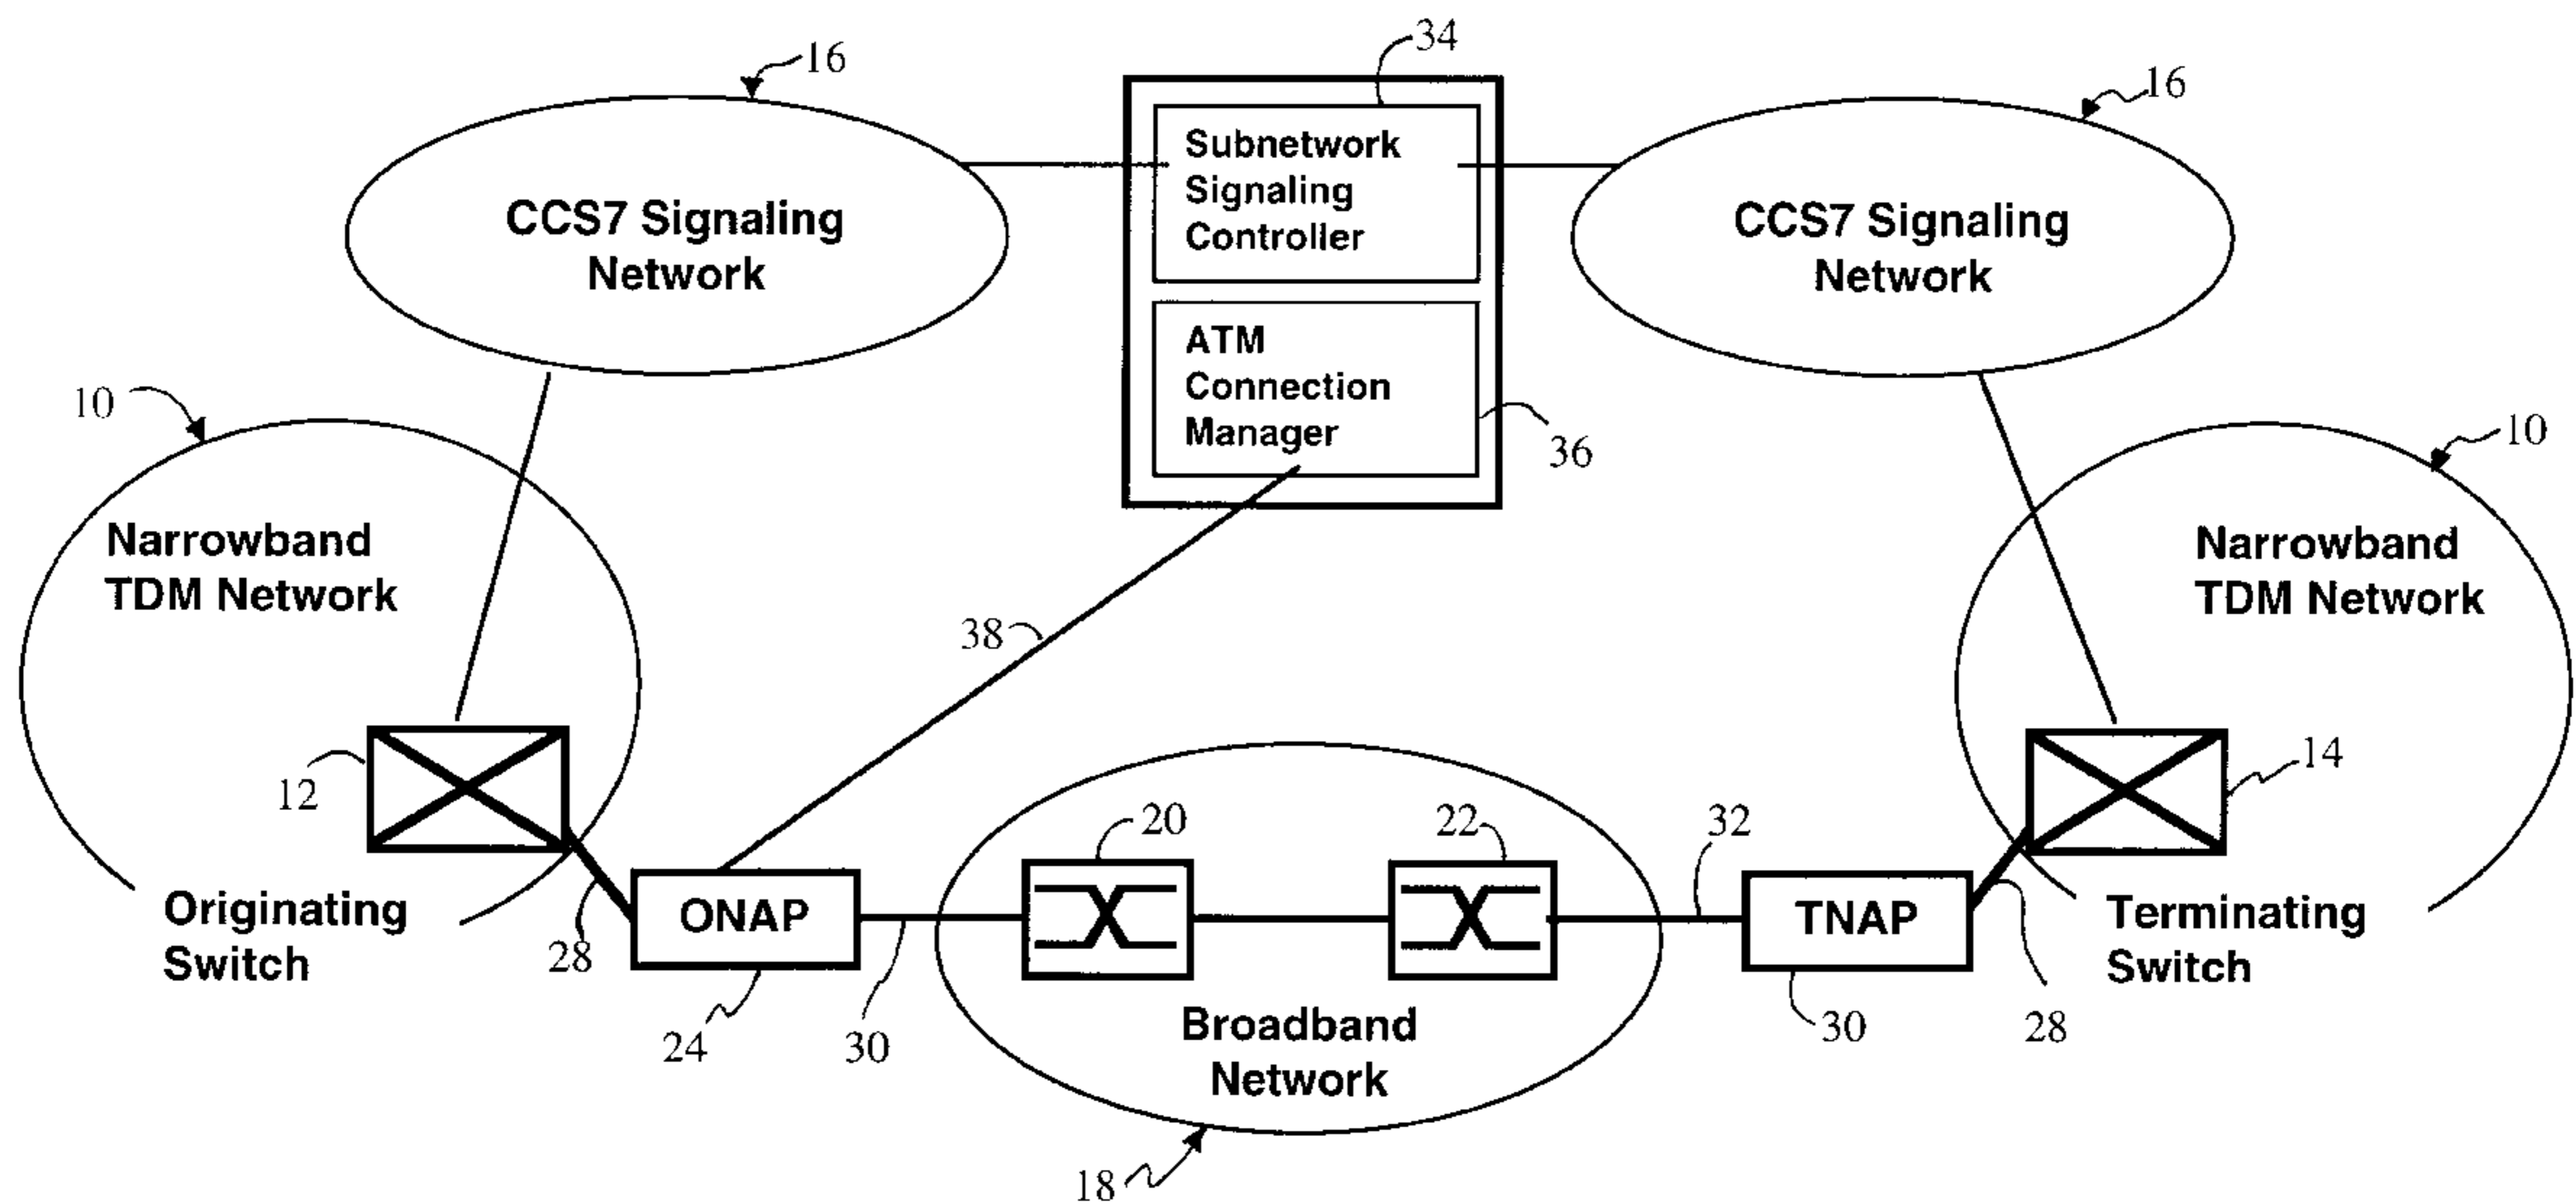 34
16
16
Subnetwork
Signaling
Controller
CCS7 Signaling
Network
CCS7 Signaling
Network
ATM
Connection
Manager
36
10
10
Narrowband
TDM Network
Narrowband
TDM Network
38
12
14
20
22
32
Originating
Switch
28
ONAP
24
30
TNAP
30
28
Terminating
Switch
Broadband
Network
18